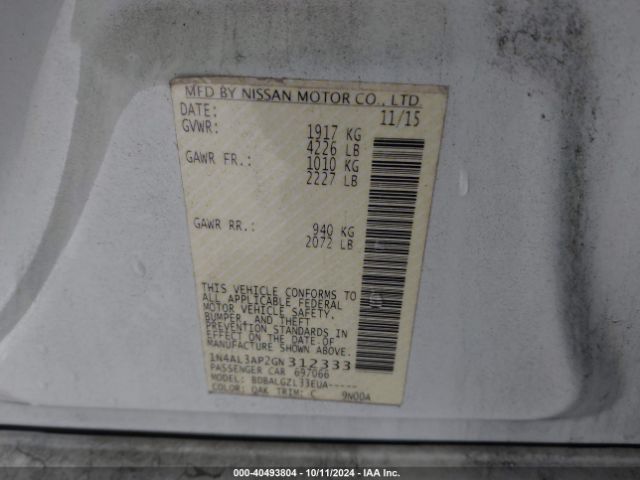 MFD BY NISSAN MOTOR CO., LTD.
DATE: 11/15
GVWR: 1917 KG
4226 LB
GAWR FR.: 1010 KG
2227 LB
GAWR RR.: 940 KG
2072 LB
THIS VEHICLE CONFORMS TO
ALL APPLICABLE FEDERAL
MOTOR VEHICLE SAFETY,
BUMPER, AND THEFT
PREVENTION STANDARDS IN
EFFECT ON THE DATE OF
MANUFACTURE SHOWN ABOVE.
1N4AL3AP2GN312333
PASSENGER CAR 697066
MODEL: BDBALGZL33EUA-----
COLOR: QAK TRIM: C 9N00A
000-40493804 - 10/11/2024 - IAA Inc.